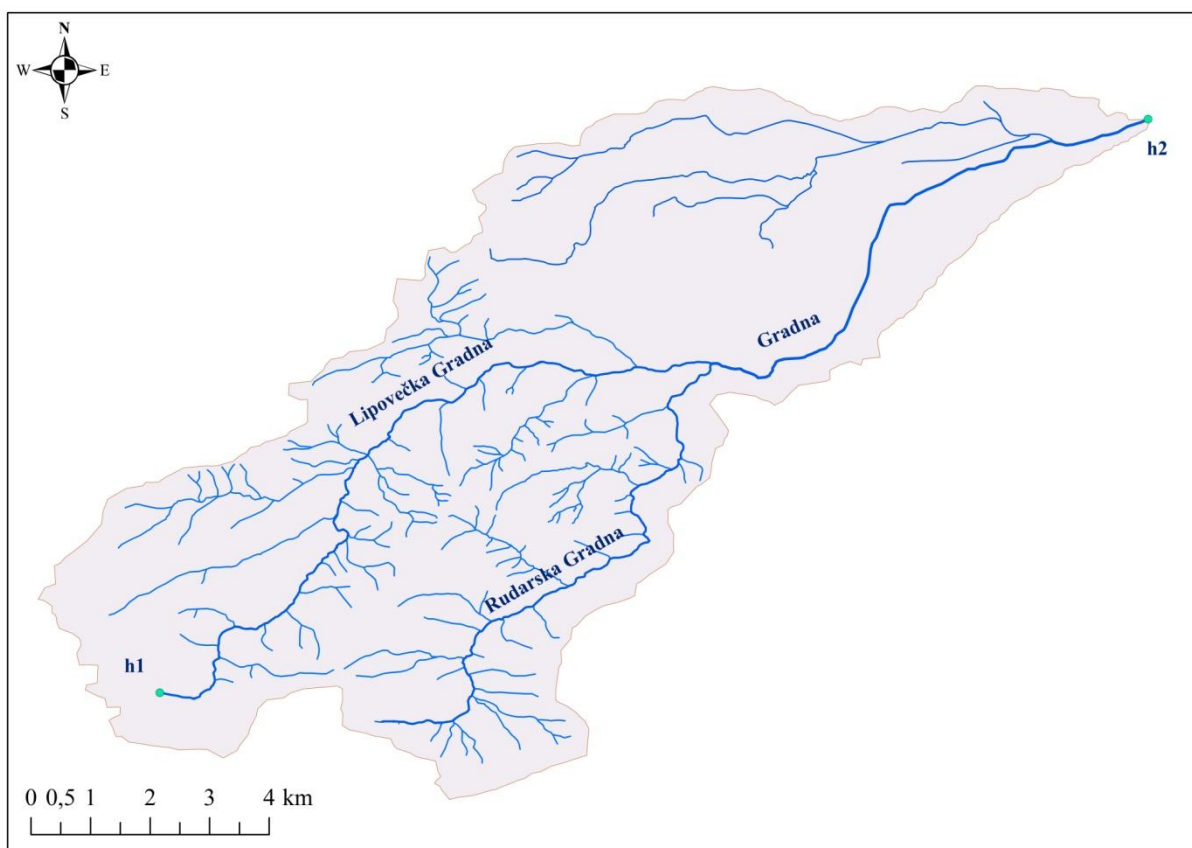 N
W E
S
h2
Gradna
Lipovečka Gradna
Rudarska Gradna
h1
0 0,5 1 2 3 4 km